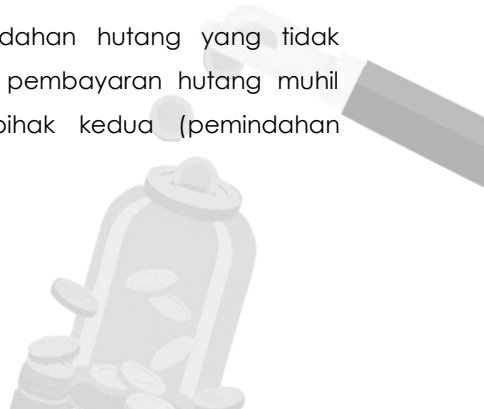 dahan hutang yang tidak
pembayaran hutang muhil
pihak kedua (pemindahan